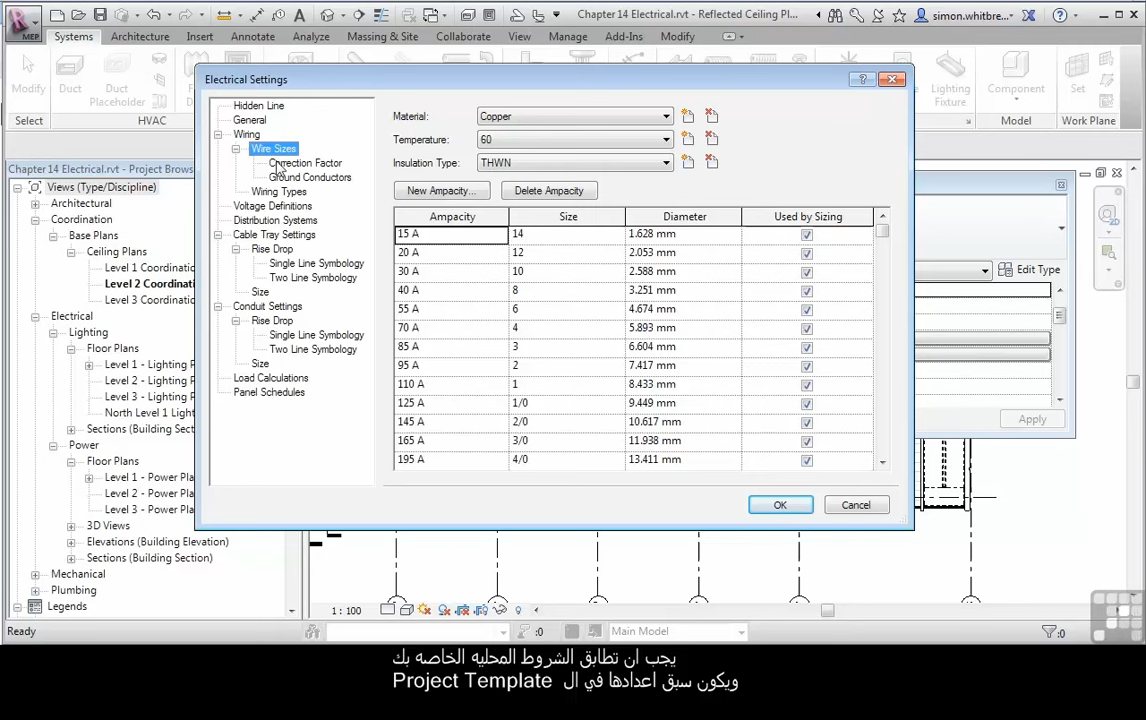 Chapter 14 Electrical.rvt - Reflected Ceiling Pl...
simon.whitbre...
MEP
Systems Architecture Insert Annotate Analyze Massing & Site Collaborate View Manage Add-Ins Modify
Modify Duct Duct Placeholder Component Lighting Fixture Set
Select HVAC Model Work Plane
Electrical Settings
Hidden Line
General
Wiring
Wire Sizes
Correction Factor
Ground Conductors
Wiring Types
Voltage Definitions
Distribution Systems
Cable Tray Settings
Rise Drop
Single Line Symbology
Two Line Symbology
Size
Conduit Settings
Rise Drop
Single Line Symbology
Two Line Symbology
Size
Load Calculations
Panel Schedules
Material: Copper
Temperature: 60
Insulation Type: THWN
New Ampacity... Delete Ampacity
Ampacity Size Diameter Used by Sizing
15 A 14 1.628 mm
20 A 12 2.053 mm
30 A 10 2.588 mm
40 A 8 3.251 mm
55 A 6 4.674 mm
70 A 4 5.893 mm
85 A 3 6.604 mm
95 A 2 7.417 mm
110 A 1 8.433 mm
125 A 1/0 9.449 mm
145 A 2/0 10.617 mm
165 A 3/0 11.938 mm
195 A 4/0 13.411 mm
OK Cancel
Chapter 14 Electrical.rvt - Project Brows
Views (Type/Discipline)
Architectural
Coordination
Base Plans
Ceiling Plans
Level 1 Coordinatio
Level 2 Coordinatio
Level 3 Coordinatio
Electrical
Lighting
Floor Plans
Level 1 - Lighting P
Level 2 - Lighting P
Level 3 - Lighting P
North Level 1 Light
Sections (Building Secti
Power
Floor Plans
Level 1 - Power Pla
Level 2 - Power Pla
Level 3 - Power Pla
3D Views
Elevations (Building Elevation)
Sections (Building Section)
Mechanical
Plumbing
Legends
Edit Type
Apply
1 : 100
Ready :0 Main Model :0
يجب ان تطابق الشروط المحليه الخاصه بك
ويكون سبق اعدادها في ال Project Template